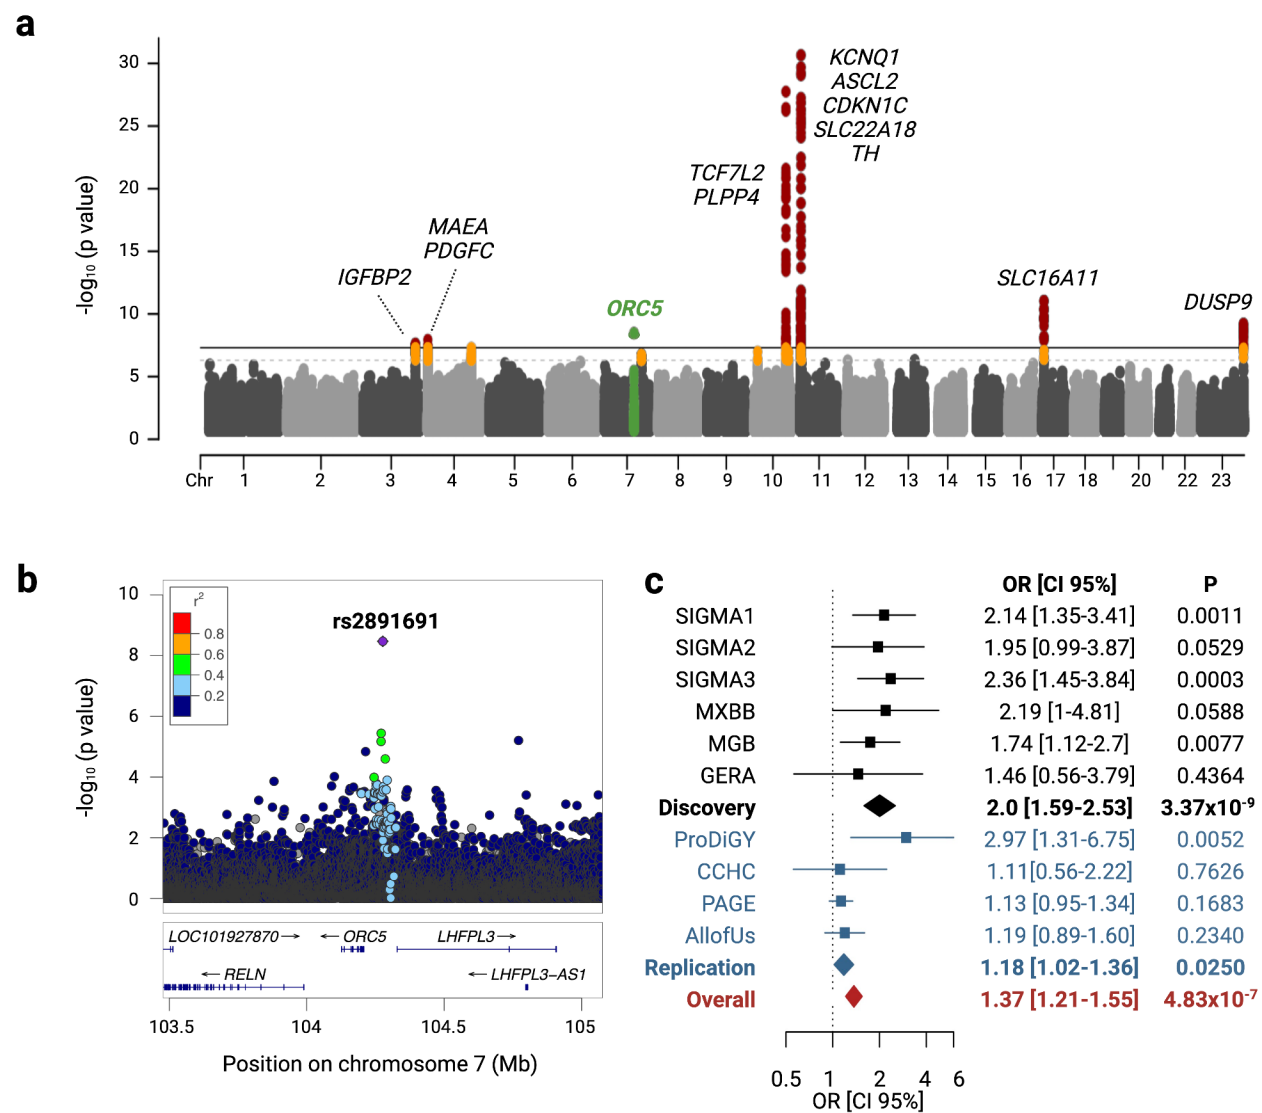 a
30
25
20
15
10
5
0
-log₁₀ (p value)
IGFBP2
MAEA
PDGFC
ORC5
TCF7L2
PLPP4
KCNQ1
ASCL2
CDKN1C
SLC22A18
TH
SLC16A11
DUSP9
Chr 1 2 3 4 5 6 7 8 9 10 11 12 13 14 15 16 17 18 20 22 23
b
10
8
6
4
2
0
-log₁₀ (p value)
r²
0.8
0.6
0.4
0.2
rs2891691
LOC101927870→ ←ORC5 LHFPL3→
←RELN ←LHFPL3−AS1
103.5 104 104.5 105
Position on chromosome 7 (Mb)
c
OR [CI 95%] P
SIGMA1 2.14 [1.35-3.41] 0.0011
SIGMA2 1.95 [0.99-3.87] 0.0529
SIGMA3 2.36 [1.45-3.84] 0.0003
MXBB 2.19 [1-4.81] 0.0588
MGB 1.74 [1.12-2.7] 0.0077
GERA 1.46 [0.56-3.79] 0.4364
Discovery 2.0 [1.59-2.53] 3.37x10⁻⁹
ProDiGY 2.97 [1.31-6.75] 0.0052
CCHC 1.11[0.56-2.22] 0.7626
PAGE 1.13 [0.95-1.34] 0.1683
AllofUs 1.19 [0.89-1.60] 0.2340
Replication 1.18 [1.02-1.36] 0.0250
Overall 1.37 [1.21-1.55] 4.83x10⁻⁷
0.5 1 2 4 6
OR [CI 95%]